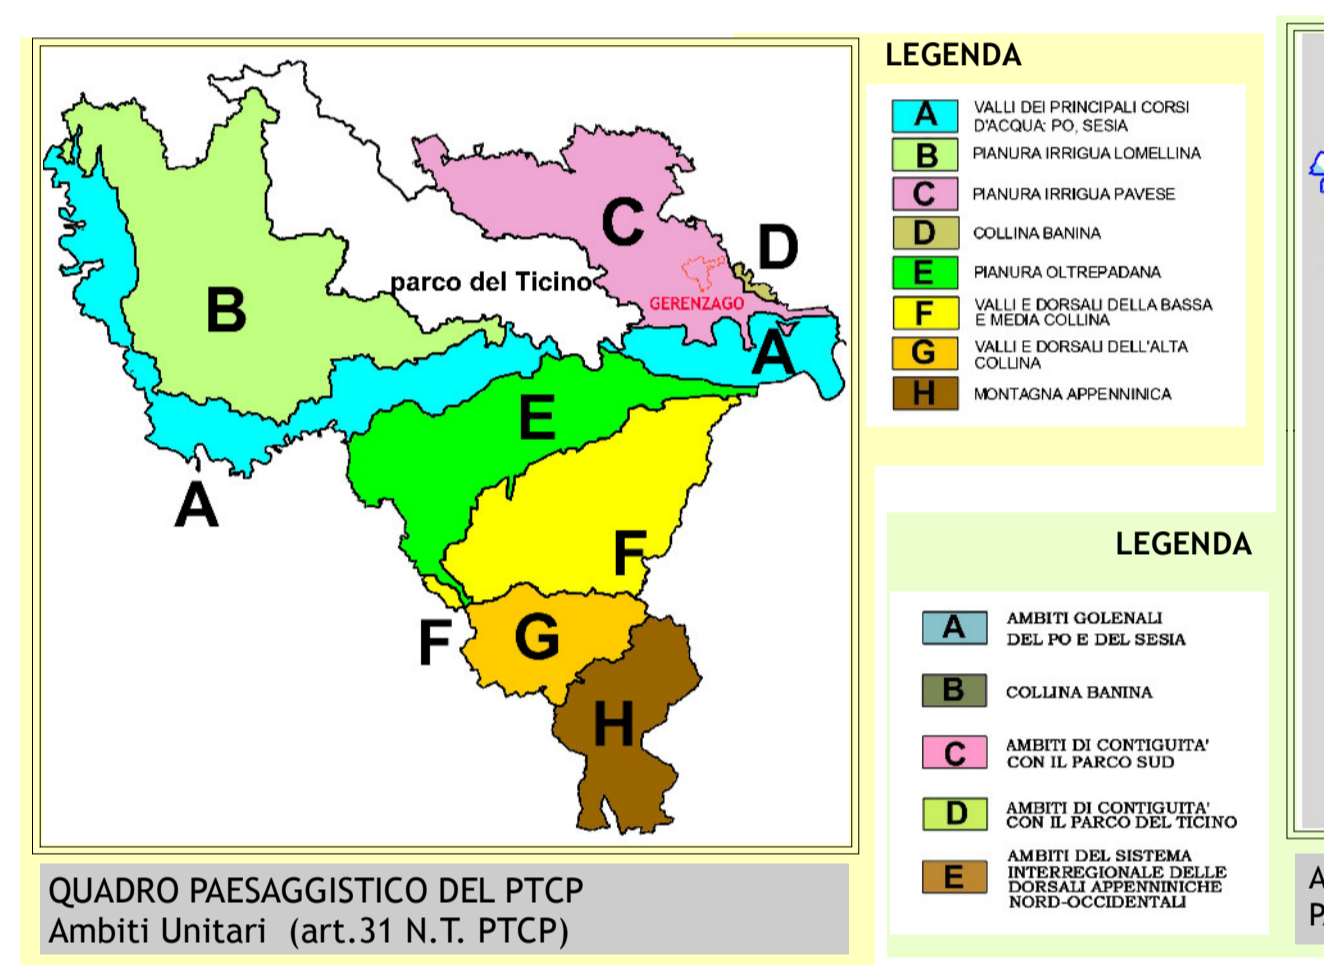 C
D
parco del Ticino
GERENZAGO
B
A
E
A
F
F
G
H
QUADRO PAESAGGISTICO DEL PTCP
Ambiti Unitari (art.31 N.T. PTCP)
LEGENDA
A VALLI DEI PRINCIPALI CORSI
D'ACQUA: PO, SESIA
B PIANURA IRRIGUA LOMELLINA
C PIANURA IRRIGUA PAVESE
D COLLINA BANINA
E PIANURA OLTREPADANA
F VALLI E DORSALI DELLA BASSA
E MEDIA COLLINA
G VALLI E DORSALI DELL'ALTA
COLLINA
H MONTAGNA APPENNINICA
LEGENDA
A AMBITI GOLENALI
DEL PO E DEL SESIA
B COLLINA BANINA
C AMBITI DI CONTIGUITA'
CON IL PARCO SUD
D AMBITI DI CONTIGUITA'
CON IL PARCO DEL TICINO
E AMBITI DEL SISTEMA
INTERREGIONALE DELLE
DORSALI APPENNINICHE
NORD-OCCIDENTALI